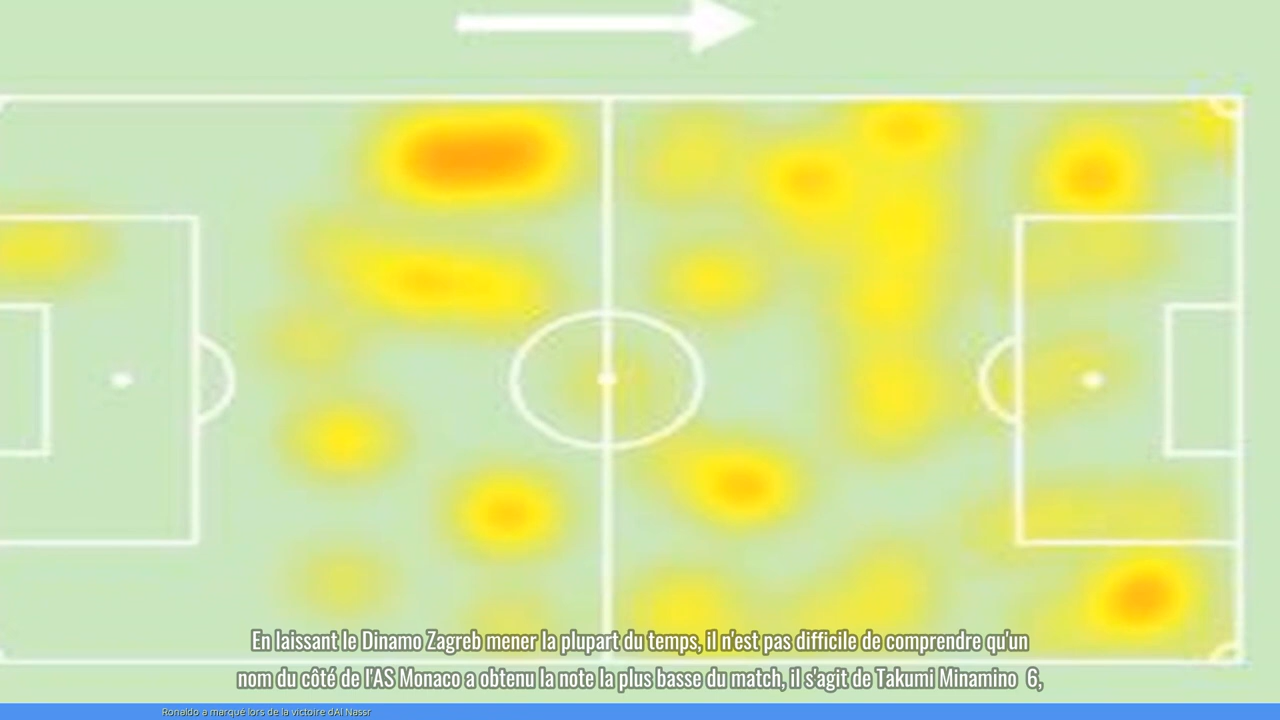 En laissant le Dinamo Zagreb mener la plupart du temps, il n'est pas difficile de comprendre qu'un
nom du côté de l'AS Monaco a obtenu la note la plus basse du match, il s'agit de Takumi Minamino  6,
Ronaldo a marqué lors de la victoire dAl Nassr